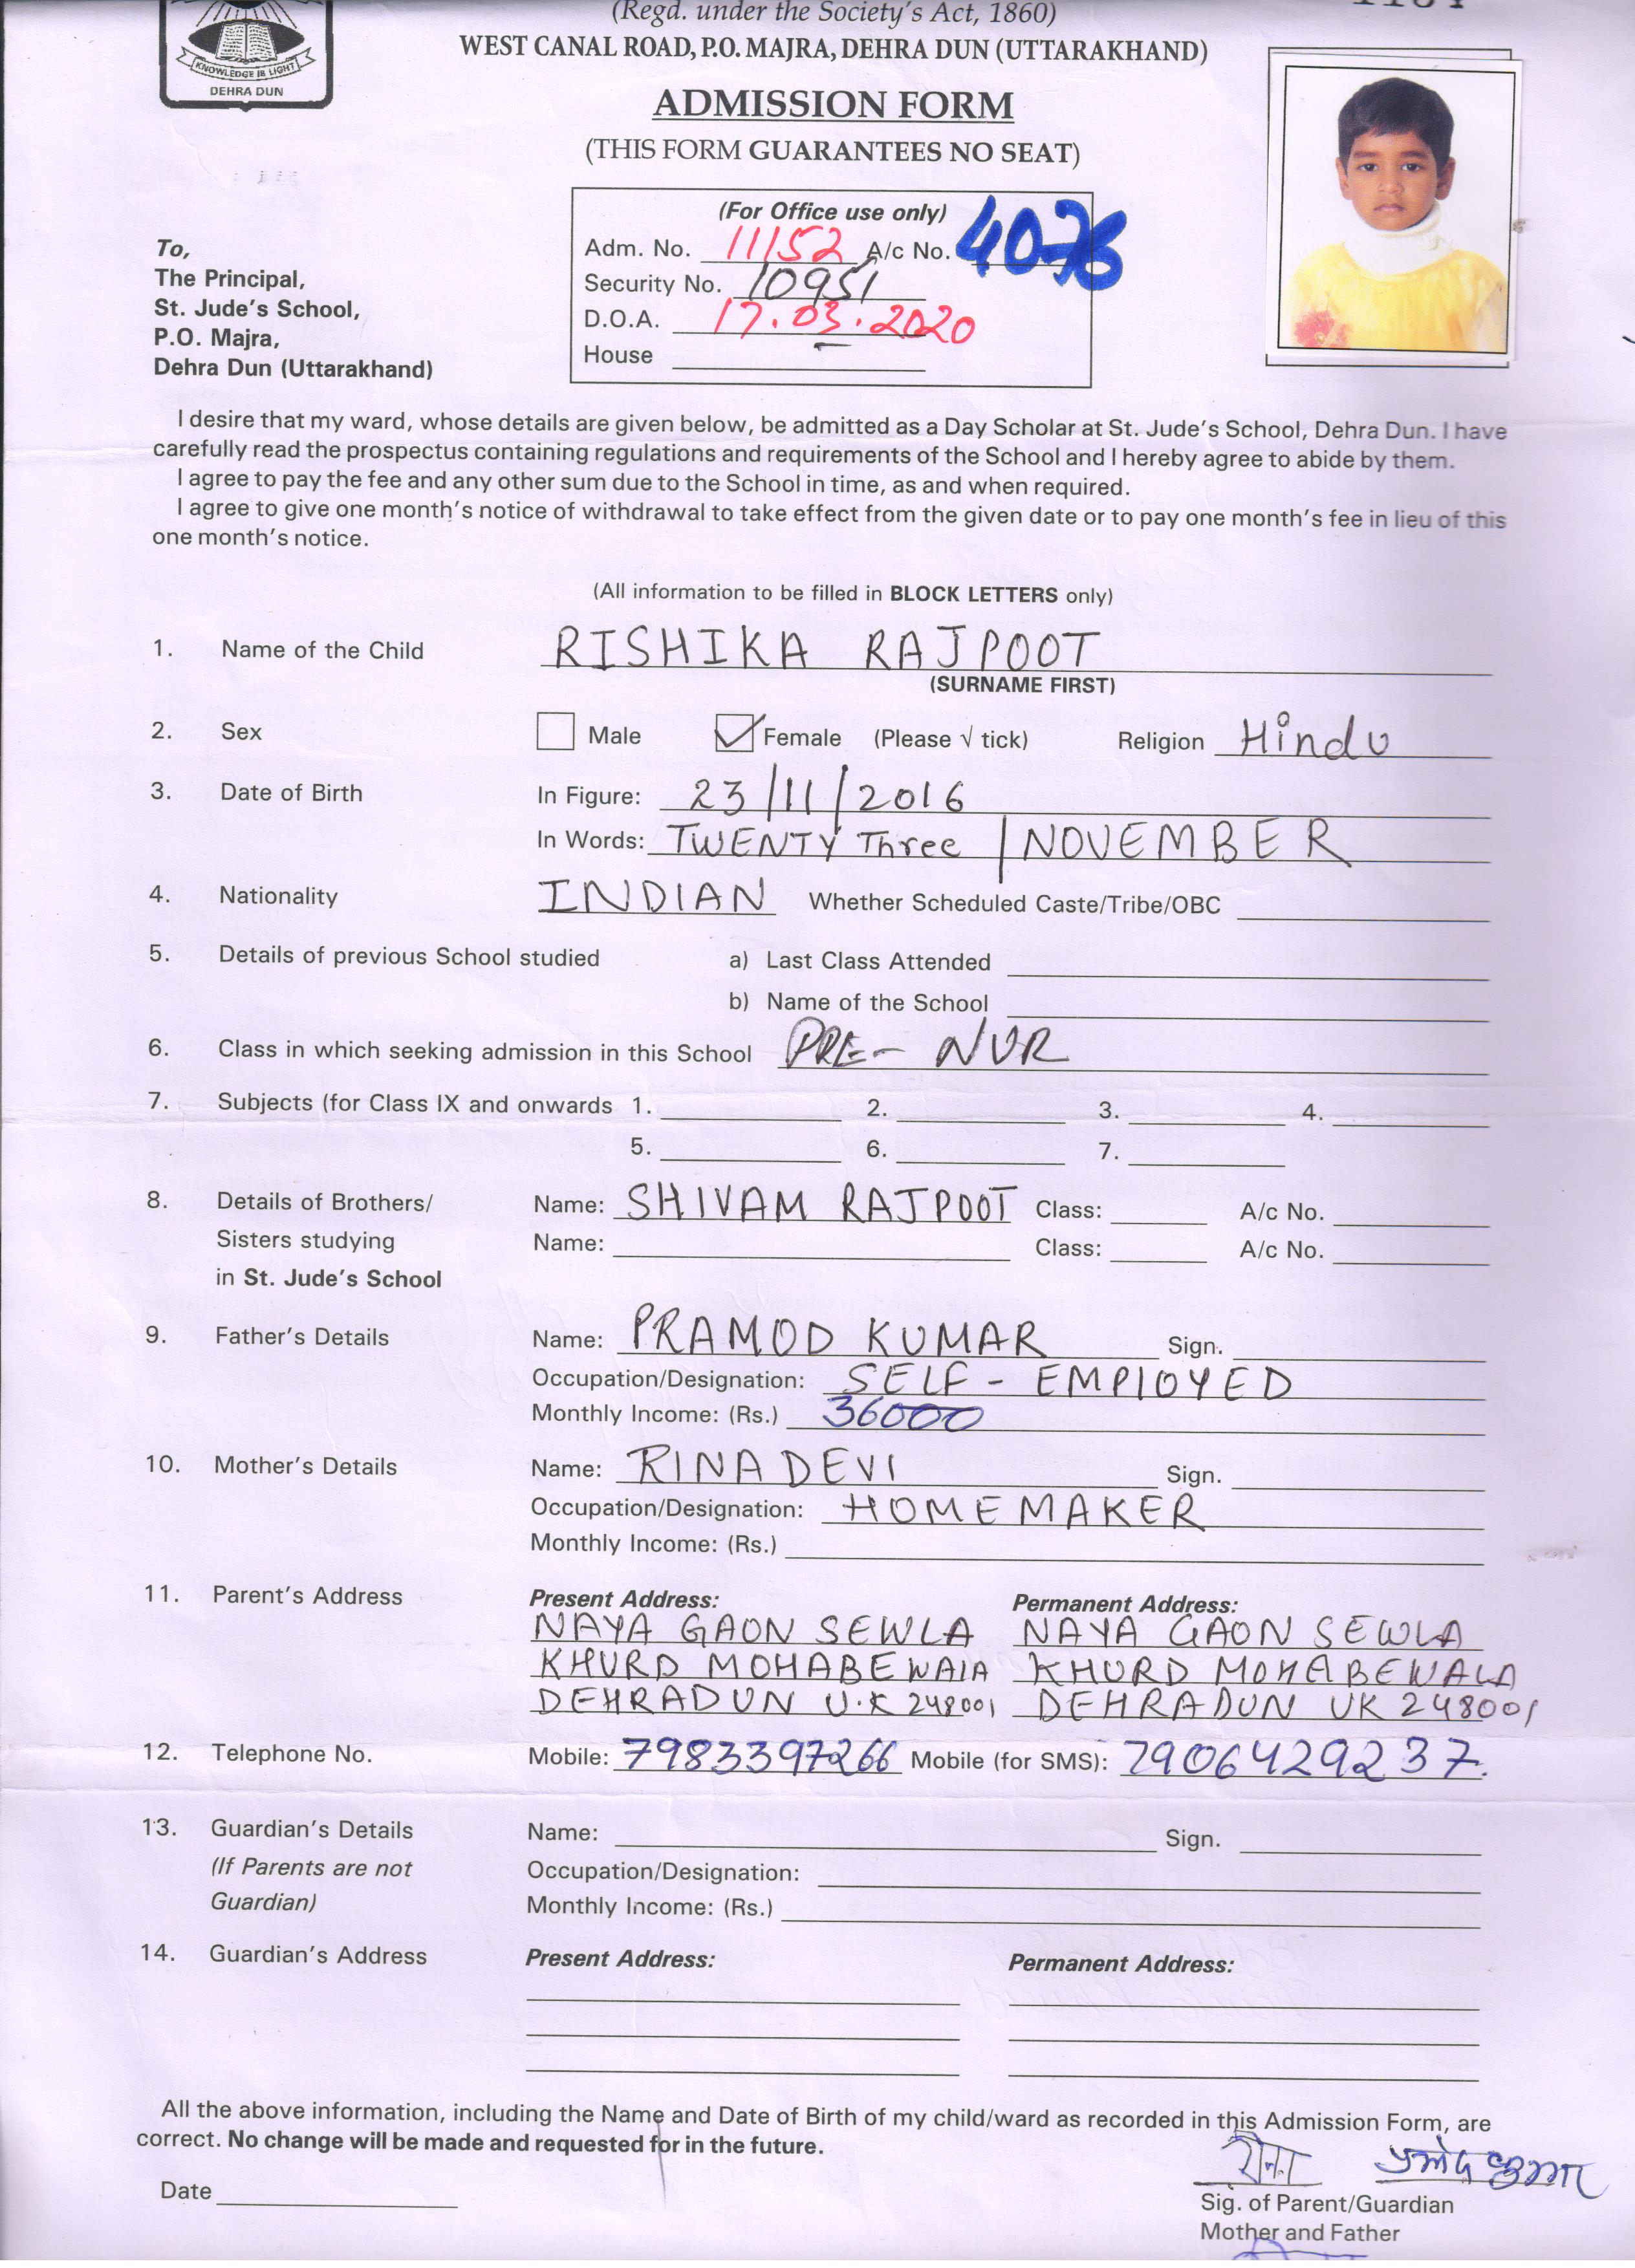 (Regd. under the Society's Act, 1860)
WEST CANAL ROAD, P.O. MAJRA, DEHRA DUN (UTTARAKHAND)
KNOWLEDGE IS LIGHT
DEHRA DUN
ADMISSION FORM
(THIS FORM GUARANTEES NO SEAT)
(For Office use only)
Adm. No. 11152 A/c No. 4076
Security No. 10951
D.O.A. 17.03.2020
House
To,
The Principal,
St. Jude's School,
P.O. Majra,
Dehra Dun (Uttarakhand)
I desire that my ward, whose details are given below, be admitted as a Day Scholar at St. Jude's School, Dehra Dun. I have
carefully read the prospectus containing regulations and requirements of the School and I hereby agree to abide by them.
I agree to pay the fee and any other sum due to the School in time, as and when required.
I agree to give one month's notice of withdrawal to take effect from the given date or to pay one month's fee in lieu of this
one month's notice.
(All information to be filled in BLOCK LETTERS only)
1. Name of the Child RISHIKA RAJPOOT
(SURNAME FIRST)
2. Sex Male Female (Please √ tick) Religion Hindu
3. Date of Birth In Figure: 23/11/2016
In Words: TWENTY Three / NOVEMBER
4. Nationality INDIAN Whether Scheduled Caste/Tribe/OBC
5. Details of previous School studied a) Last Class Attended
b) Name of the School
6. Class in which seeking admission in this School PRE- NUR
7. Subjects (for Class IX and onwards 1. 2. 3. 4.
5. 6. 7.
8. Details of Brothers/ Name: SHIVAM RAJPOOT Class: A/c No.
Sisters studying Name: Class: A/c No.
in St. Jude's School
9. Father's Details Name: PRAMOD KUMAR Sign.
Occupation/Designation: SELF - EMPLOYED
Monthly Income: (Rs.) 36000
10. Mother's Details Name: RINA DEVI Sign.
Occupation/Designation: HOMEMAKER
Monthly Income: (Rs.)
11. Parent's Address Present Address: Permanent Address:
NAYA GAON SEWLA NAYA GAON SEWLA
KHURD MOHABEWALA KHURD MOHABEWALA
DEHRADUN U.K 248001 DEHRADUN UK 248001
12. Telephone No. Mobile: 7983397266 Mobile (for SMS): 7906429237.
13. Guardian's Details Name: Sign.
(If Parents are not Occupation/Designation:
Guardian) Monthly Income: (Rs.)
14. Guardian's Address Present Address: Permanent Address:
All the above information, including the Name and Date of Birth of my child/ward as recorded in this Admission Form, are
correct. No change will be made and requested for in the future.
रीना प्रमोद कुमार
Date
Sig. of Parent/Guardian
Mother and Father